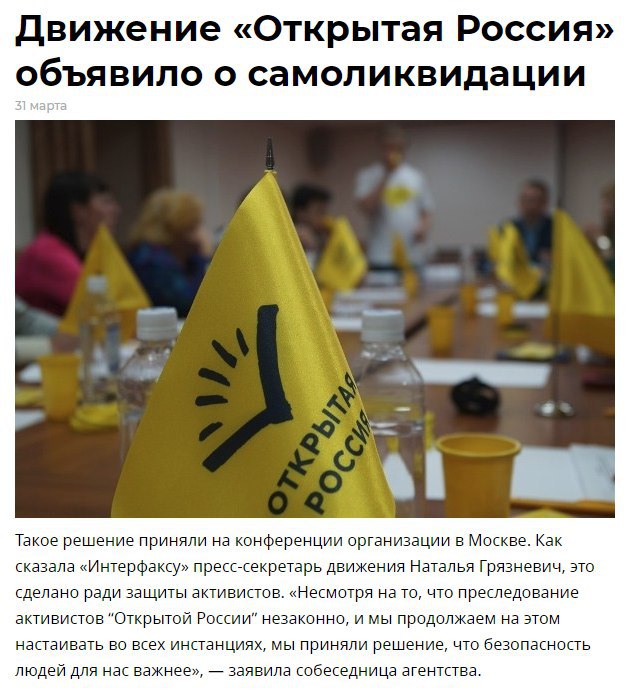 Движение «Открытая Россия»
объявило о самоликвидации
31 марта
ОТКРЫТАЯ
РОССИЯ
Такое решение приняли на конференции организации в Москве. Как
сказала «Интерфаксу» пресс-секретарь движения Наталья Грязневич, это
сделано ради защиты активистов. «Несмотря на то, что преследование
активистов “Открытой России” незаконно, и мы продолжаем на этом
настаивать во всех инстанциях, мы приняли решение, что безопасность
людей для нас важнее», — заявила собеседница агентства.